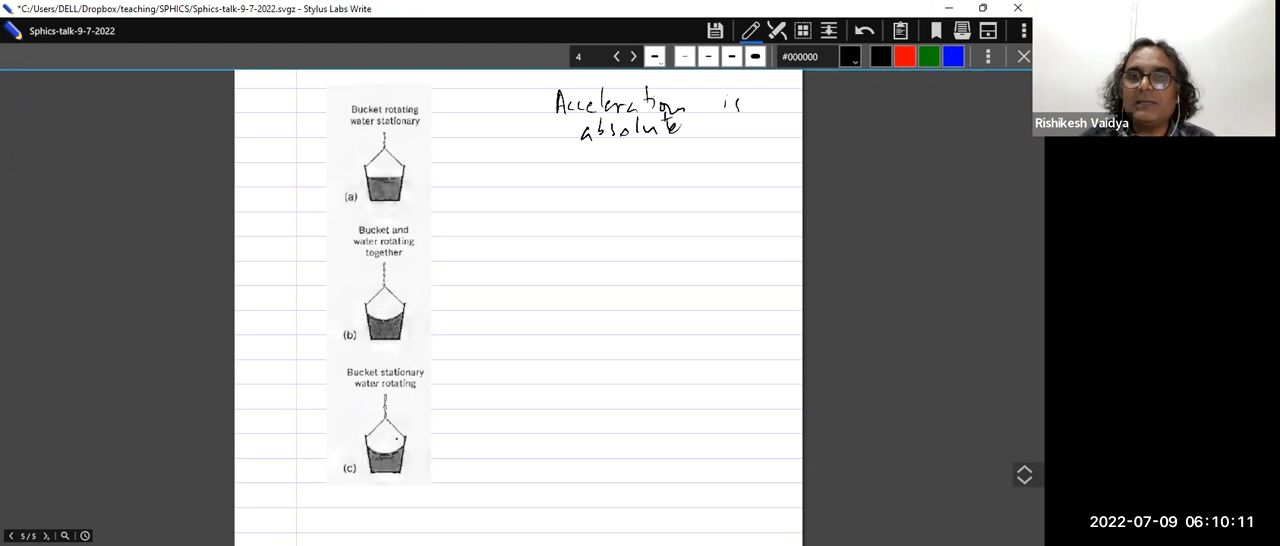 *C:/Users/DELL/Dropbox/teaching/SPHICS/Sphics-talk-9-7-2022.svgz - Stylus Labs Write
Sphics-talk-9-7-2022
4
#000000
Rishikesh Vaidya
Acceleration is
absolute
Bucket rotating
water stationary
(a)
Bucket and
water rotating
together
(b)
Bucket stationary
water rotating
(c)
5/5
2022-07-09 06:10:11